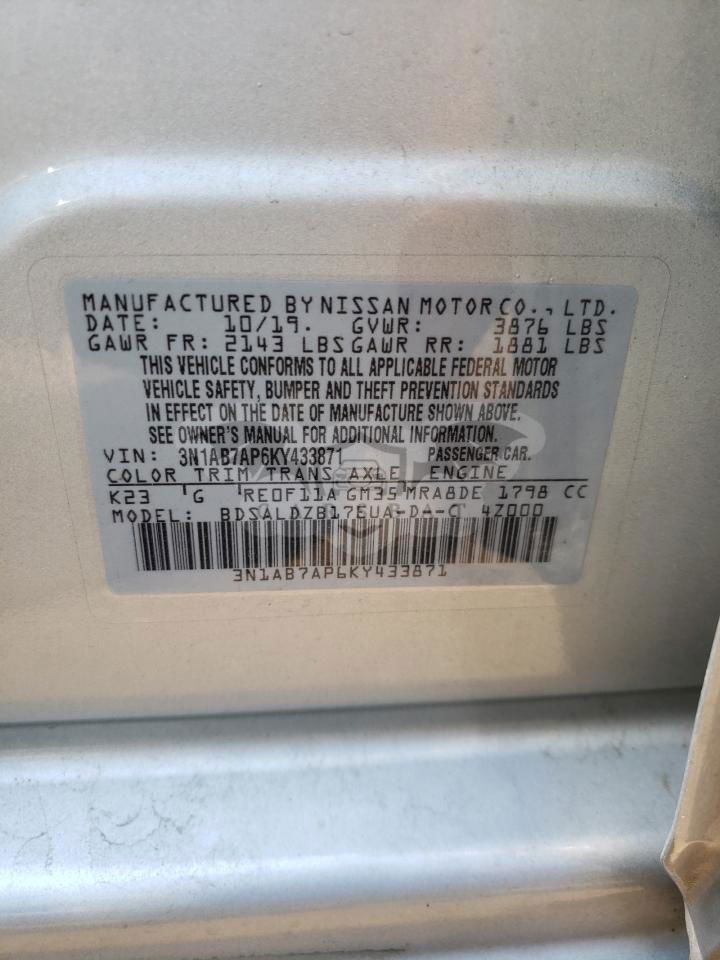 MANUFACTURED BY NISSAN MOTOR CO., LTD.
DATE: 10/19. GVWR: 3876 LBS
GAWR FR: 2143 LBS GAWR RR: 1881 LBS
THIS VEHICLE CONFORMS TO ALL APPLICABLE FEDERAL MOTOR
VEHICLE SAFETY, BUMPER AND THEFT PREVENTION STANDARDS
IN EFFECT ON THE DATE OF MANUFACTURE SHOWN ABOVE.
SEE OWNER'S MANUAL FOR ADDITIONAL INFORMATION.
VIN: 3N1AB7AP6KY433871 PASSENGER CAR.
COLOR TRIM TRANS AXLE ENGINE
K23 G RE0F11A GM35 MRA8DE 1798 CC
MODEL: BDSALDZB17EUA-DA-C 4Z000
3N1AB7AP6KY433871